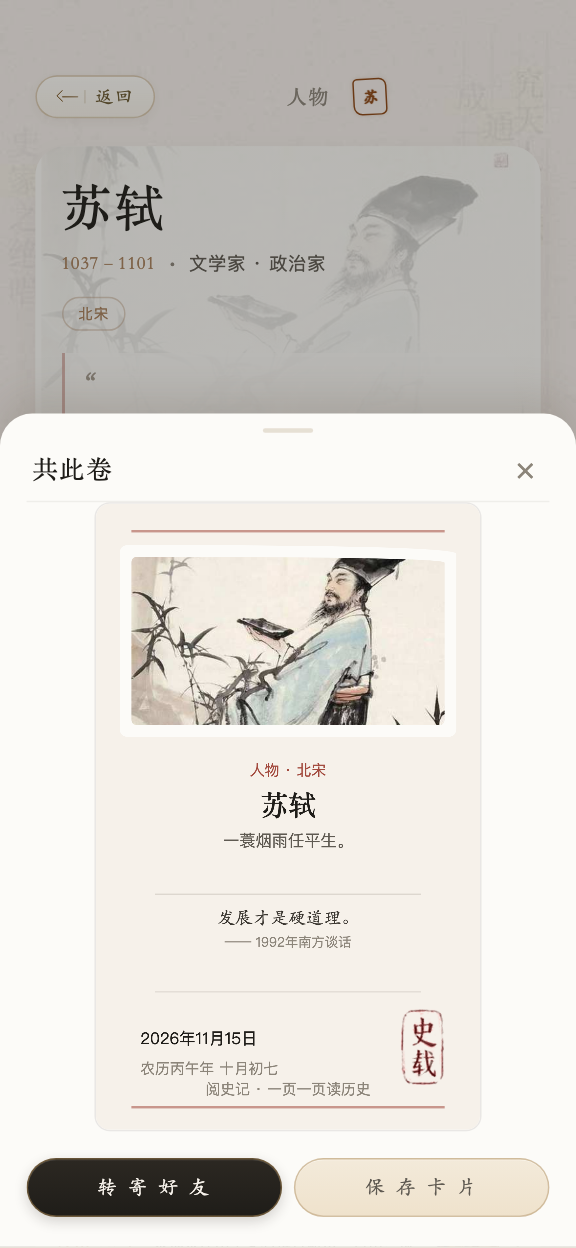 返回
人物
苏
苏轼
1037 – 1101 • 文学家 · 政治家
北宋
“
共此卷
人物 · 北宋
苏轼
一蓑烟雨任平生。
发展才是硬道理。
—— 1992年南方谈话
2026年11月15日
农历丙午年 十月初七
阅史记 · 一页一页读历史
史载
转寄好友
保存卡片